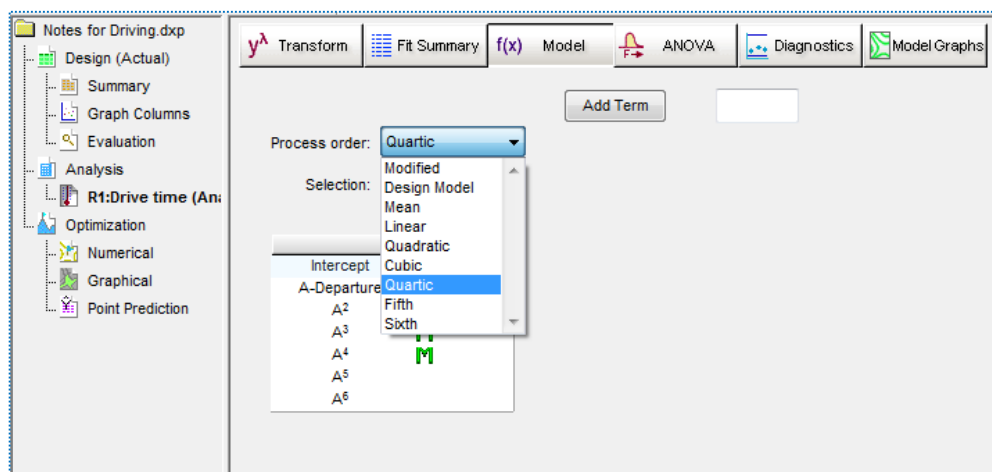 Notes for Driving.dxp
Design (Actual)
Summary
Graph Columns
Evaluation
Analysis
R1:Drive time (Ana
Optimization
Numerical
Graphical
Point Prediction
yλ Transform
Fit Summary
f(x) Model
ANOVA
Diagnostics
Model Graphs
Add Term
Process order: Quartic
Selection:
Modified
Design Model
Mean
Linear
Quadratic
Cubic
Quartic
Fifth
Sixth
Intercept
A-Departure
A²
A³
A⁴ M
A⁵
A⁶